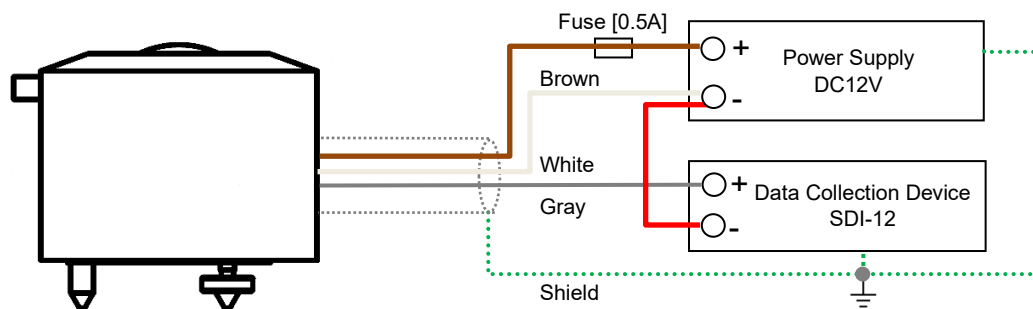 Fuse [0.5A]
+
Power Supply
DC12V
Brown
-
White
+
Data Collection Device
SDI-12
Gray
-
Shield